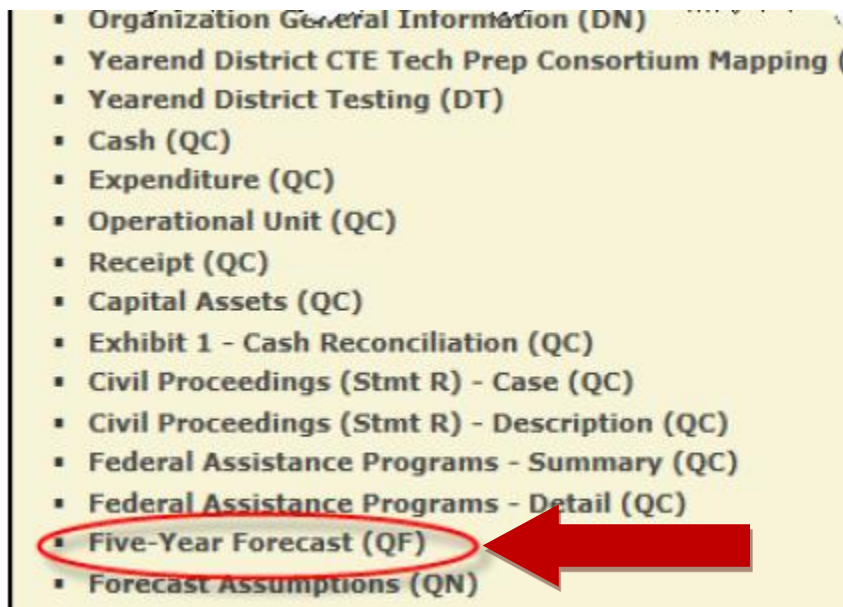 ▪ Organization General Information (DN)
▪ Yearend District CTE Tech Prep Consortium Mapping (
▪ Yearend District Testing (DT)
▪ Cash (QC)
▪ Expenditure (QC)
▪ Operational Unit (QC)
▪ Receipt (QC)
▪ Capital Assets (QC)
▪ Exhibit 1 - Cash Reconciliation (QC)
▪ Civil Proceedings (Stmt R) - Case (QC)
▪ Civil Proceedings (Stmt R) - Description (QC)
▪ Federal Assistance Programs - Summary (QC)
▪ Federal Assistance Programs - Detail (QC)
▪ Five-Year Forecast (QF)
▪ Forecast Assumptions (QN)